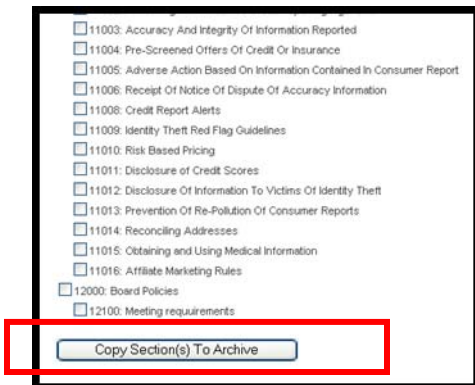 11003: Accuracy And Integrity Of Information Reported
11004: Pre-Screened Offers Of Credit Or Insurance
11005: Adverse Action Based On Information Contained In Consumer Report
11006: Receipt Of Notice Of Dispute Of Accuracy Information
11008: Credit Report Alerts
11009: Identity Theft Red Flag Guidelines
11010: Risk Based Pricing
11011: Disclosure of Credit Scores
11012: Disclosure Of Information To Victims Of Identity Theft
11013: Prevention Of Re-Pollution Of Consumer Reports
11014: Reconciling Addresses
11015: Obtaining and Using Medical Information
11016: Affiliate Marketing Rules
12000: Board Policies
12100: Meeting requuirements
Copy Section(s) To Archive